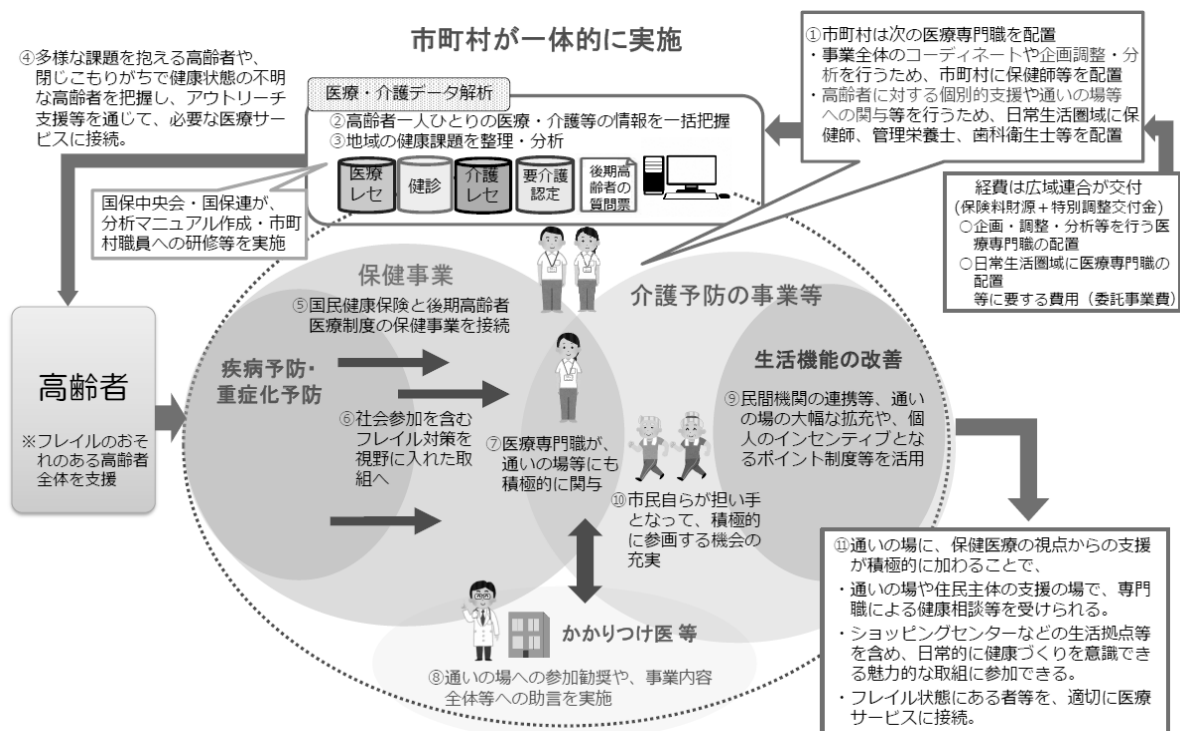 市町村が一体的に実施
①市町村は次の医療専門職を配置
・事業全体のコーディネートや企画調整・分
析を行うため、市町村に保健師等を配置
・高齢者に対する個別的支援や通いの場等
への関与等を行うため、日常生活圏域に保
健師、管理栄養士、歯科衛生士等を配置
④多様な課題を抱える高齢者や、
閉じこもりがちで健康状態の不明
な高齢者を把握し、アウトリーチ
支援等を通じて、必要な医療サー
ビスに接続。
医療・介護データ解析
②高齢者一人ひとりの医療・介護等の情報を一括把握
③地域の健康課題を整理・分析
医療
レセ
健診
介護
レセ
要介護
認定
後期高
齢者の
質問票
国保中央会・国保連が、
分析マニュアル作成・市町
村職員への研修等を実施
経費は広域連合が交付
(保険料財源+特別調整交付金)
○企画・調整・分析等を行う医
療専門職の配置
○日常生活圏域に医療専門職の
配置
等に要する費用(委託事業費)
保健事業
⑤国民健康保険と後期高齢者
医療制度の保健事業を接続
介護予防の事業等
高齢者
※フレイルのおそ
れのある高齢者
全体を支援
疾病予防・
重症化予防
⑥社会参加を含む
フレイル対策を
視野に入れた取
組へ
⑦医療専門職が、
通いの場等にも
積極的に関与
生活機能の改善
⑨民間機関の連携等、通い
の場の大幅な拡充や、個
人のインセンティブとな
るポイント制度等を活用
⑩市民自らが担い手
となって、積極的
に参画する機会の
充実
かかりつけ医 等
⑧通いの場への参加勧奨や、事業内容
全体等への助言を実施
⑪通いの場に、保健医療の視点からの支援
が積極的に加わることで、
・通いの場や住民主体の支援の場で、専門
職による健康相談等を受けられる。
・ショッピングセンターなどの生活拠点等
を含め、日常的に健康づくりを意識できる
魅力的な取組に参加できる。
・フレイル状態にある者等を、適切に医療
サービスに接続。